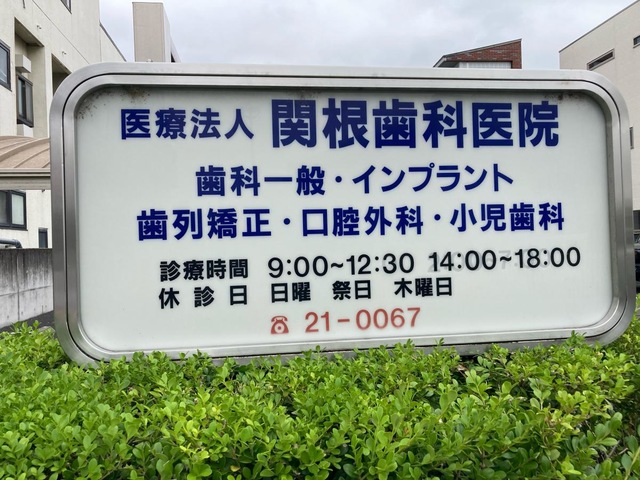 医療法人 関根歯科医院
歯科一般・インプラント
歯列矯正・口腔外科・小児歯科
診療時間 9:00~12:30 14:00~18:00
休診日 日曜 祭日 木曜日
☎ 21-0067